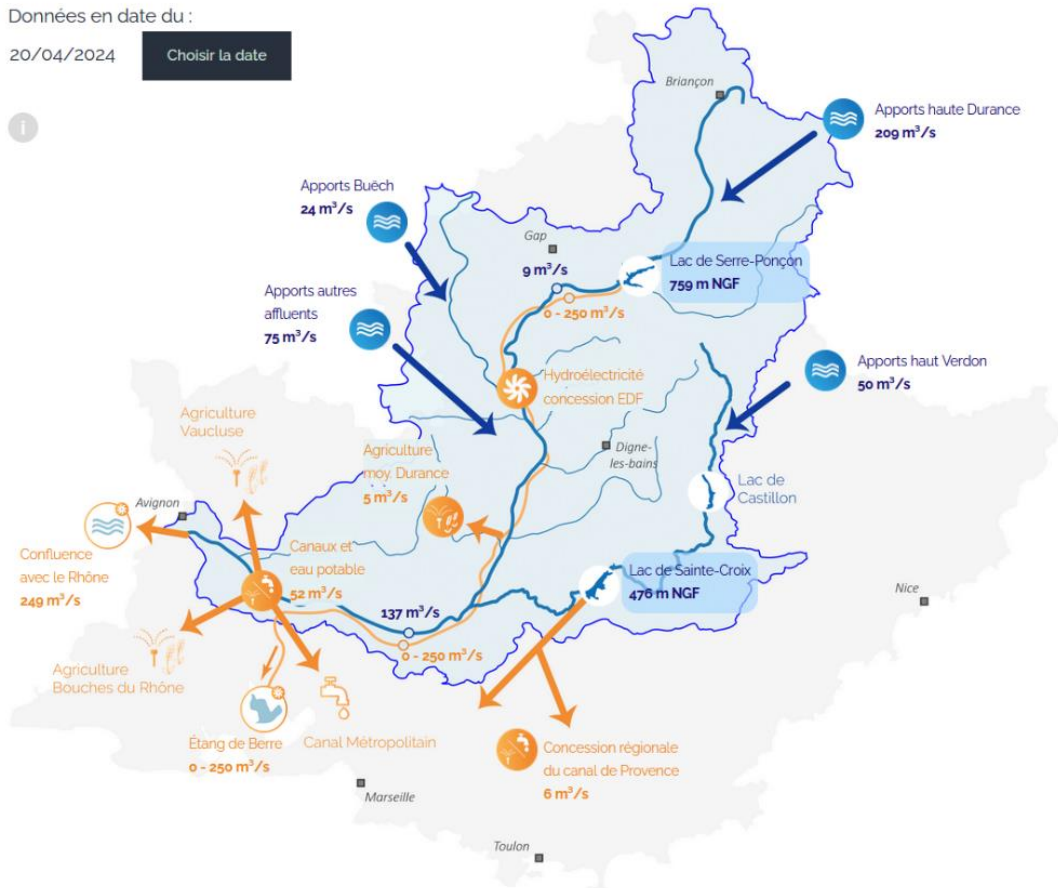 Données en date du :
20/04/2024
Choisir la date
i
Briançon
Apports haute Durance
209 m³/s
Apports Buëch
24 m³/s
Gap
9 m³/s
Lac de Serre-Ponçon
759 m NGF
0 - 250 m³/s
Apports autres
affluents
75 m³/s
Apports haut Verdon
50 m³/s
Hydroélectricité
concession EDF
Agriculture
Vaucluse
Agriculture
moy. Durance
5 m³/s
Digne-
les-bains
Lac de
Castillon
Avignon
Confluence
avec le Rhône
249 m³/s
Canaux et
eau potable
52 m³/s
Lac de Sainte-Croix
476 m NGF
Nice
137 m³/s
0 - 250 m³/s
Agriculture
Bouches du Rhône
Étang de Berre
0 - 250 m³/s
Canal Métropolitain
Concession régionale
du canal de Provence
6 m³/s
Marseille
Toulon